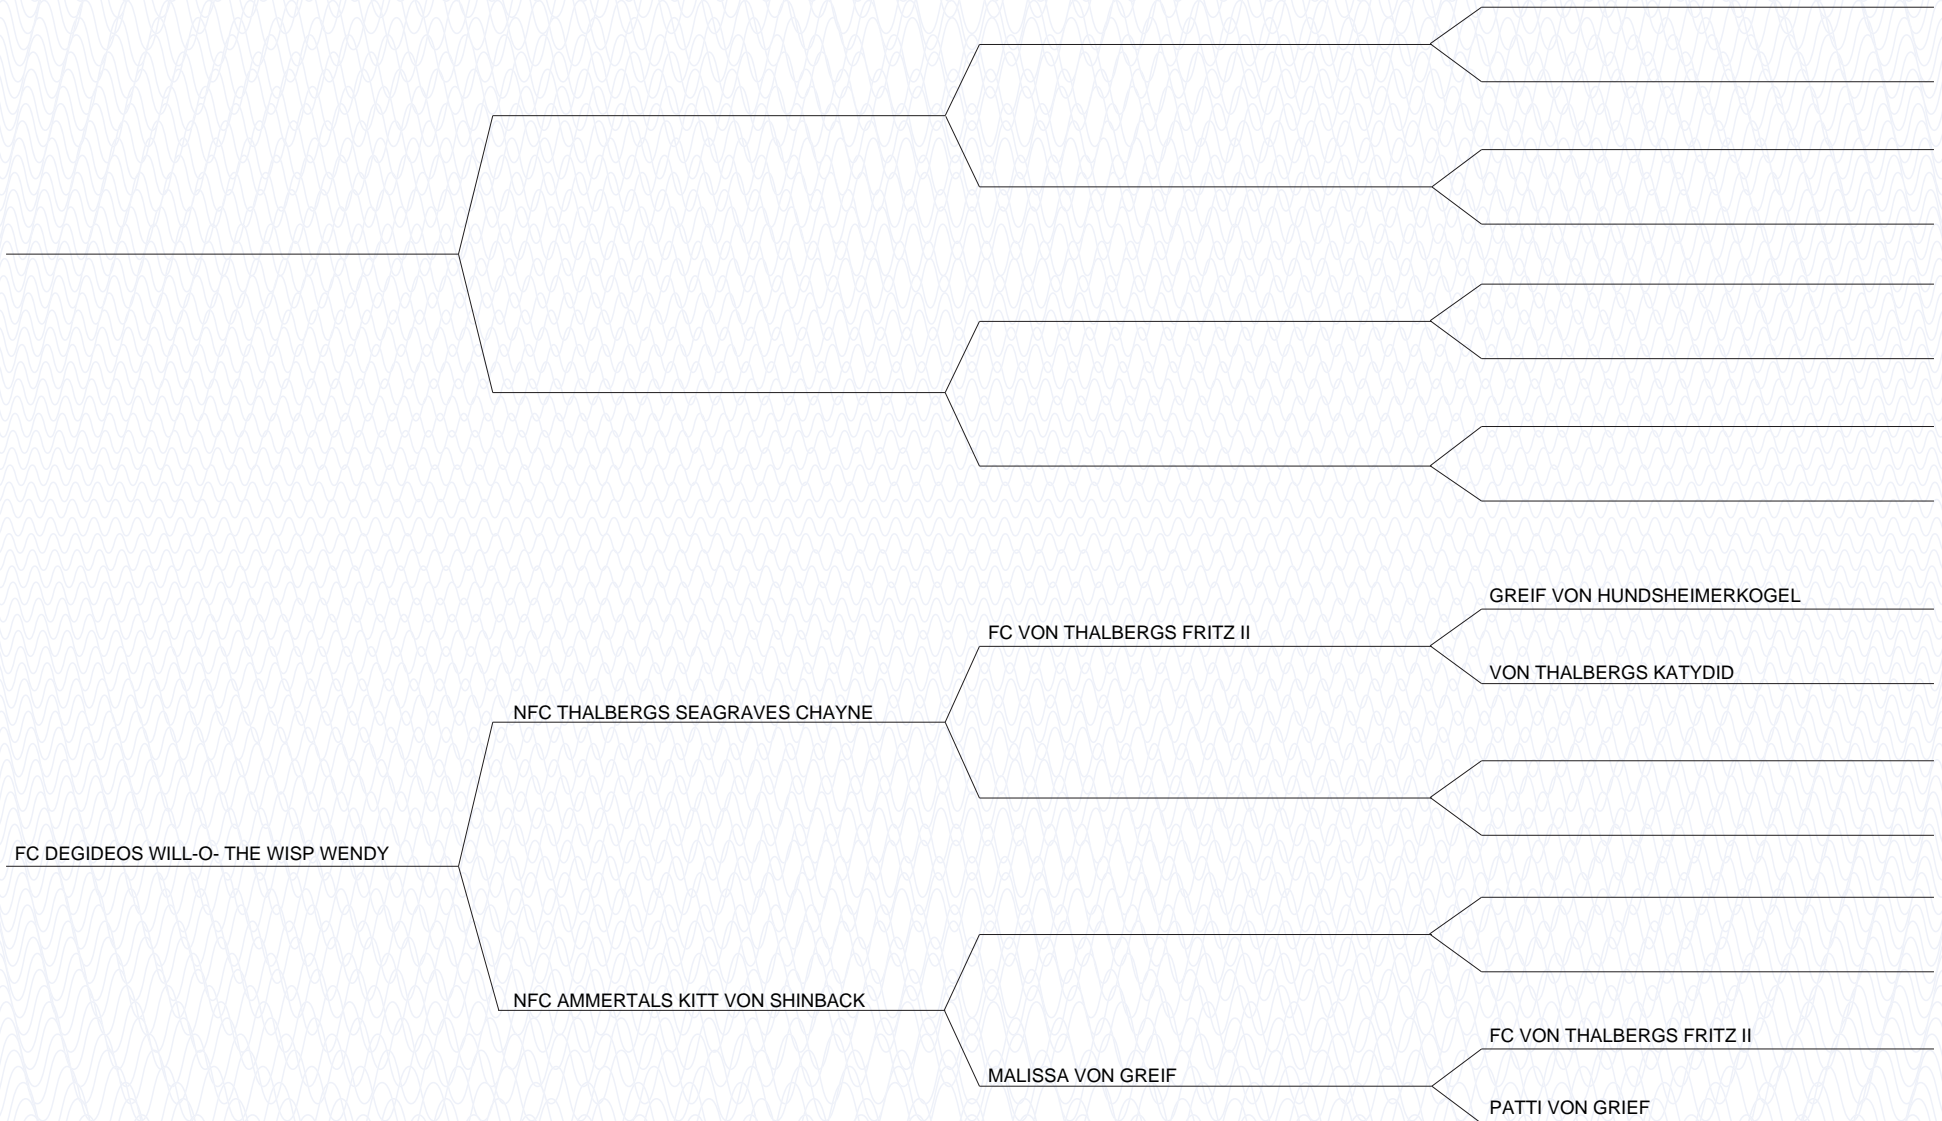 GREIF VON HUNDSHEIMERKOGEL
FC VON THALBERGS FRITZ II
VON THALBERGS KATYDID
NFC THALBERGS SEAGRAVES CHAYNE
FC DEGIDEOS WILL-O- THE WISP WENDY
NFC AMMERTALS KITT VON SHINBACK
FC VON THALBERGS FRITZ II
MALISSA VON GREIF
PATTI VON GRIEF